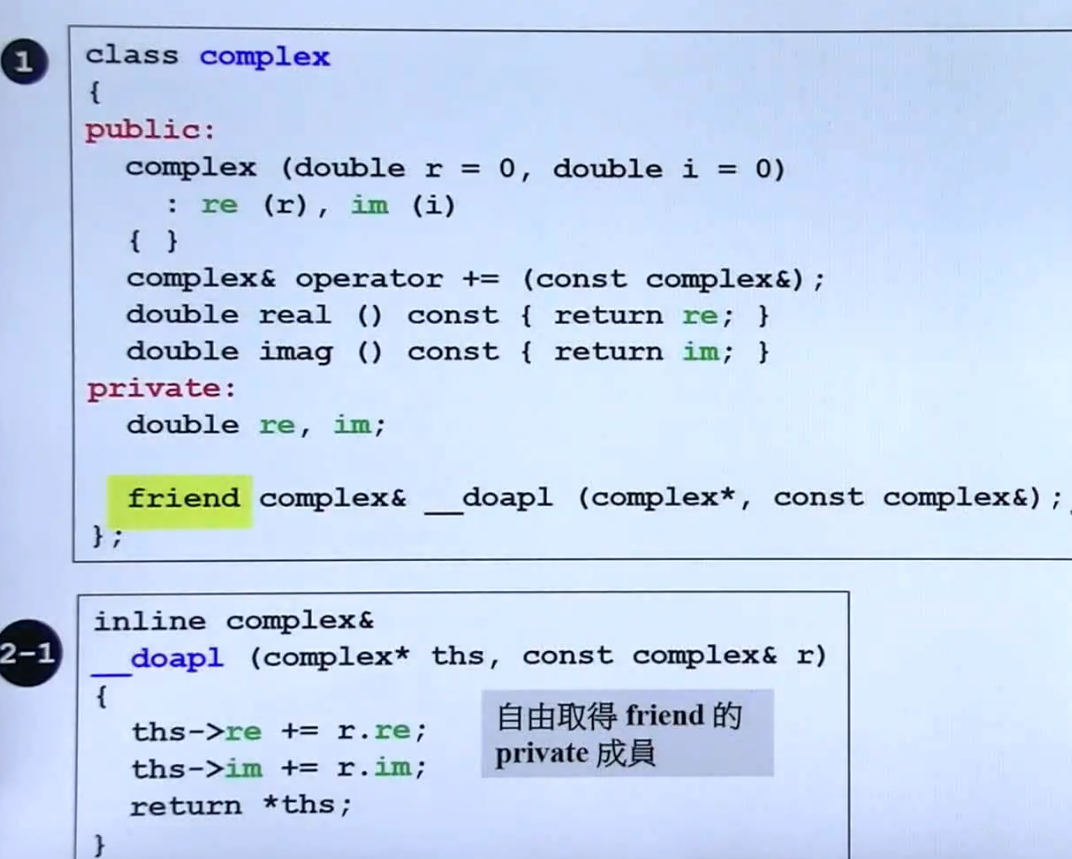 1
class complex
{
public:
complex (double r = 0, double i = 0)
: re (r), im (i)
{ }
complex& operator += (const complex&);
double real () const { return re; }
double imag () const { return im; }
private:
double re, im;
friend complex& __doapl (complex*, const complex&);
};
2-1
inline complex&
__doapl (complex* ths, const complex& r)
{
ths->re += r.re;
ths->im += r.im;
return *ths;
}
自由取得 friend 的
private 成員